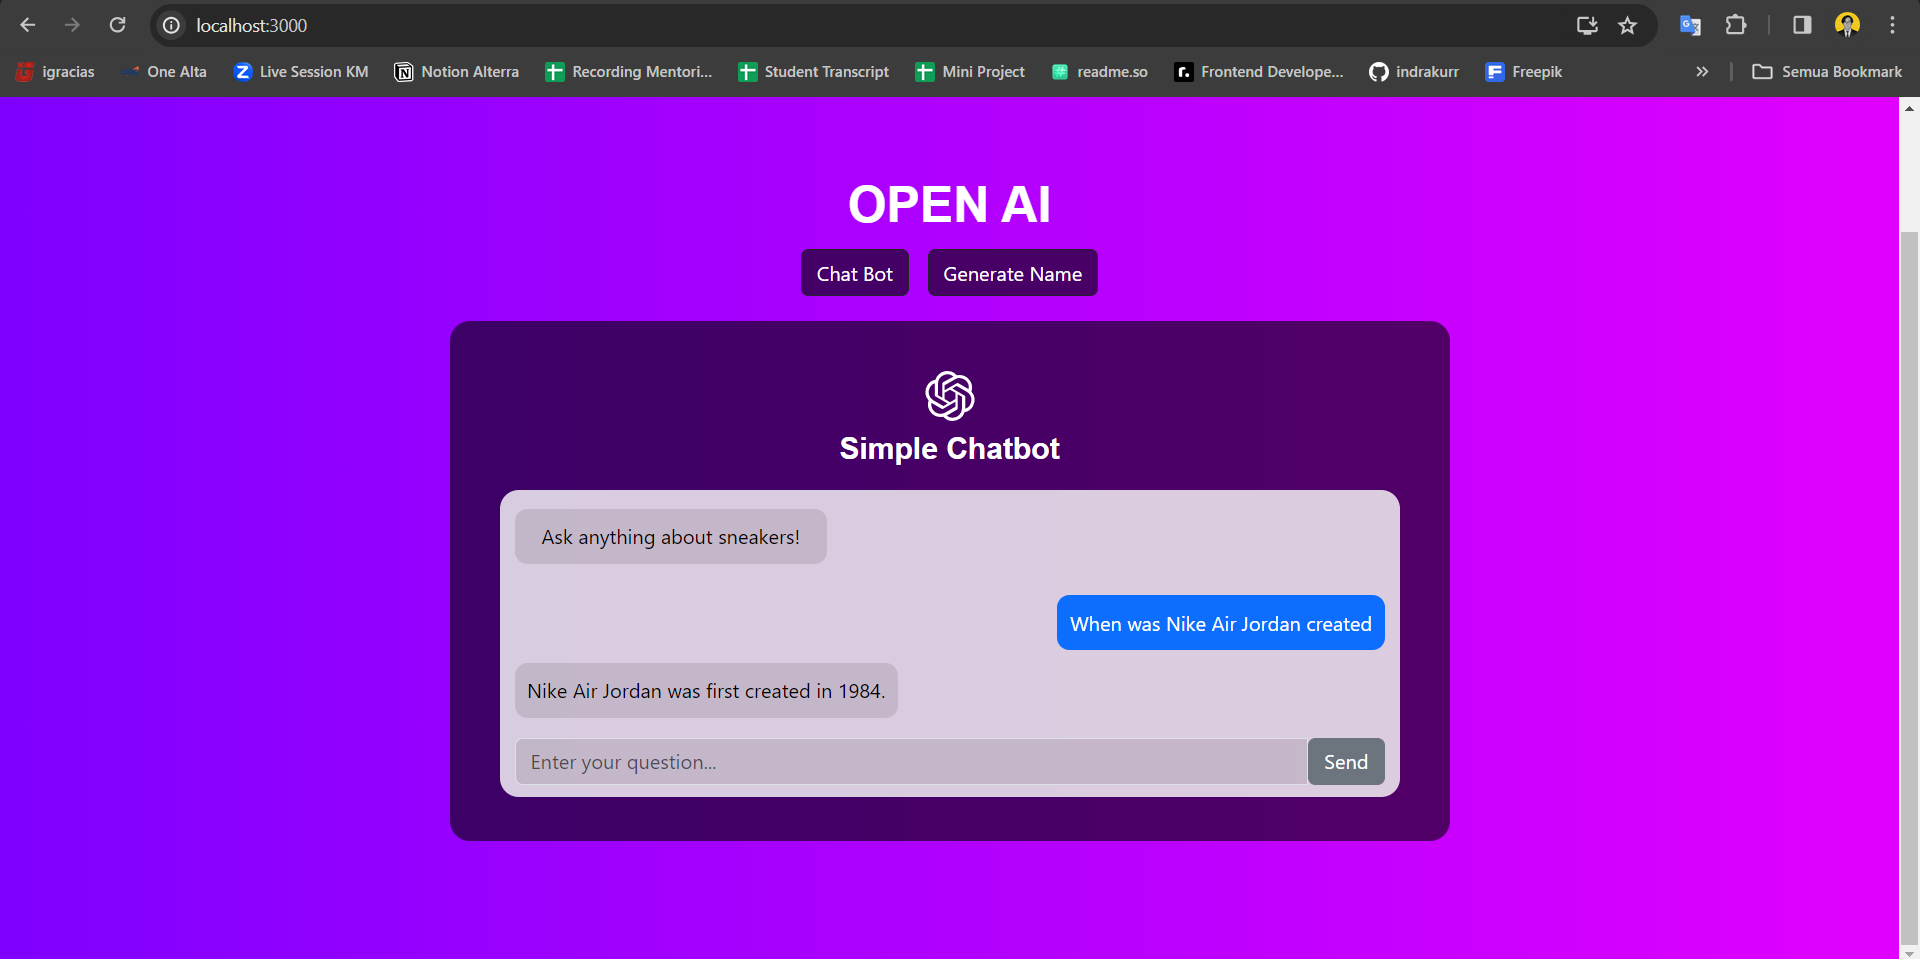 localhost:3000
igracias One Alta Live Session KM Notion Alterra Recording Mentori... Student Transcript Mini Project readme.so Frontend Develope... indrakurr Freepik » Semua Bookmark
OPEN AI
Chat Bot Generate Name
Simple Chatbot
Ask anything about sneakers!
When was Nike Air Jordan created
Nike Air Jordan was first created in 1984.
Enter your question... Send